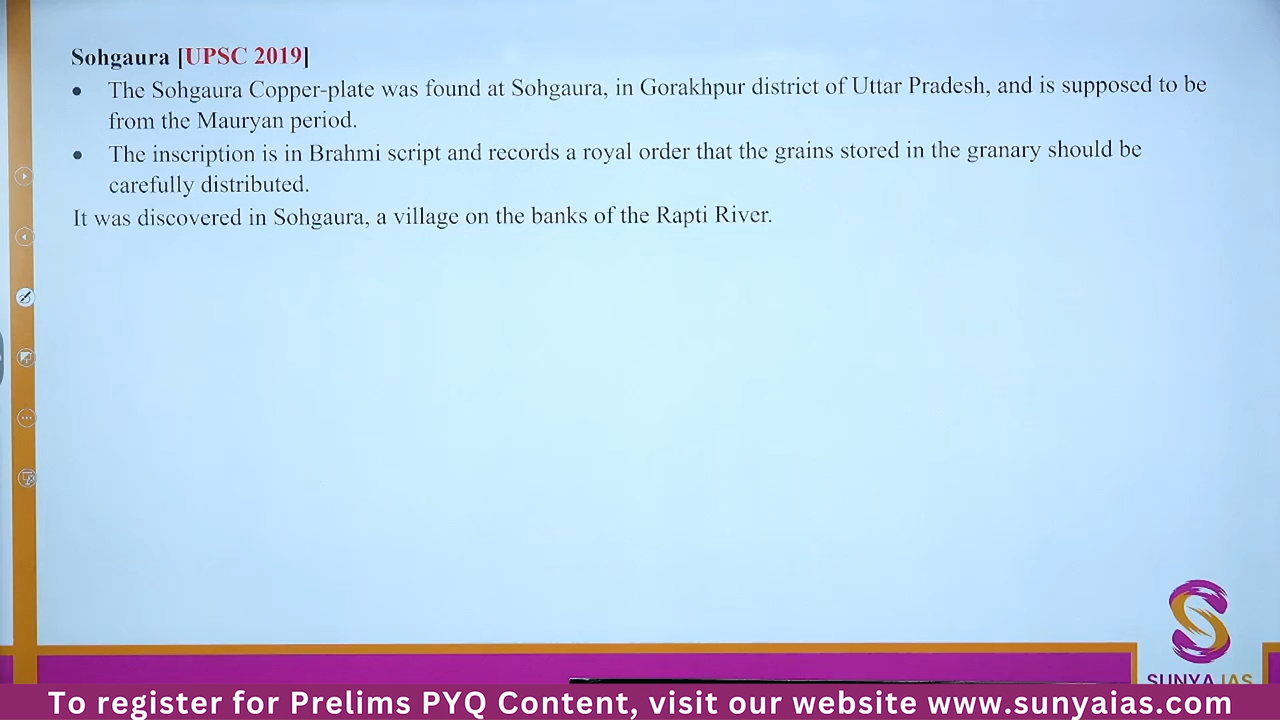 Sohgaura [UPSC 2019]
• The Sohgaura Copper-plate was found at Sohgaura, in Gorakhpur district of Uttar Pradesh, and is supposed to be
from the Mauryan period.
• The inscription is in Brahmi script and records a royal order that the grains stored in the granary should be
carefully distributed.
It was discovered in Sohgaura, a village on the banks of the Rapti River.
SUNYA IAS
To register for Prelims PYQ Content, visit our website www.sunyaias.com